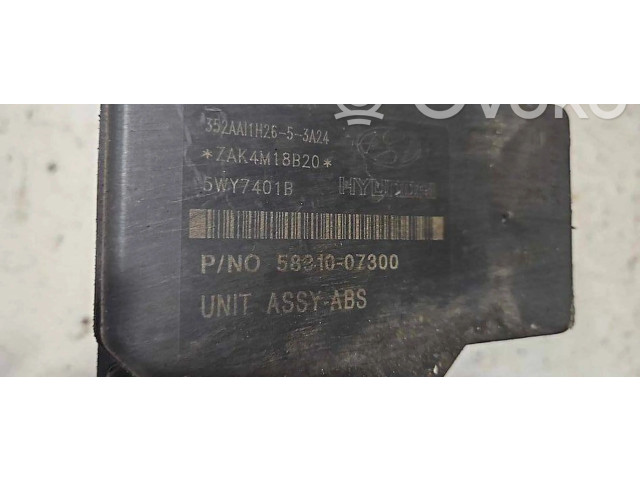 352AAI1H26-5-3A24
*ZAK4M18B20*
5WY7401B HYUNDAI
P/NO 58910-07300
UNIT ASSY-ABS